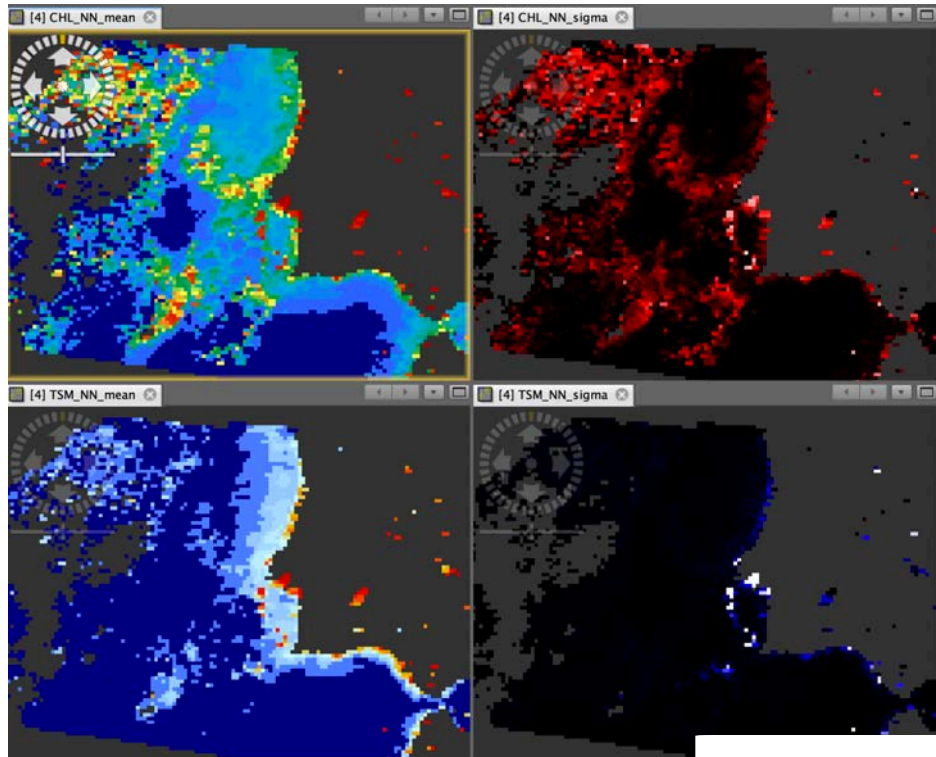 [4] CHL_NN_mean
[4] CHL_NN_sigma
[4] TSM_NN_mean
[4] TSM_NN_sigma